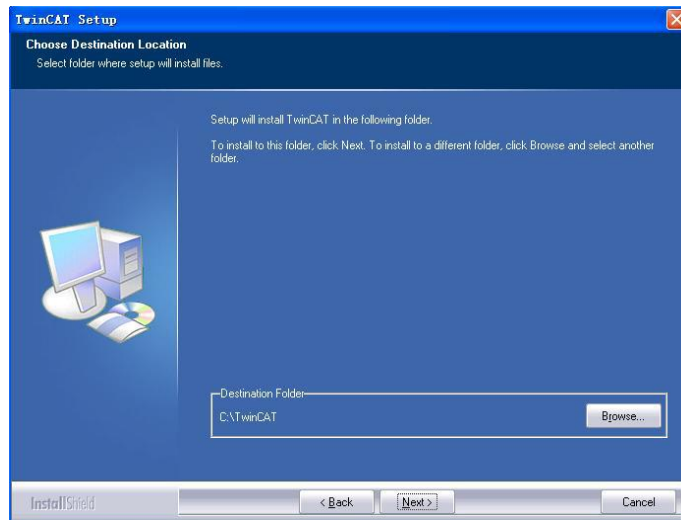 TwinCAT Setup
Choose Destination Location
Select folder where setup will install files.
Setup will install TwinCAT in the following folder.
To install to this folder, click Next. To install to a different folder, click Browse and select another
folder.
Destination Folder
C:\TwinCAT
Browse...
InstallShield
< Back
Next >
Cancel